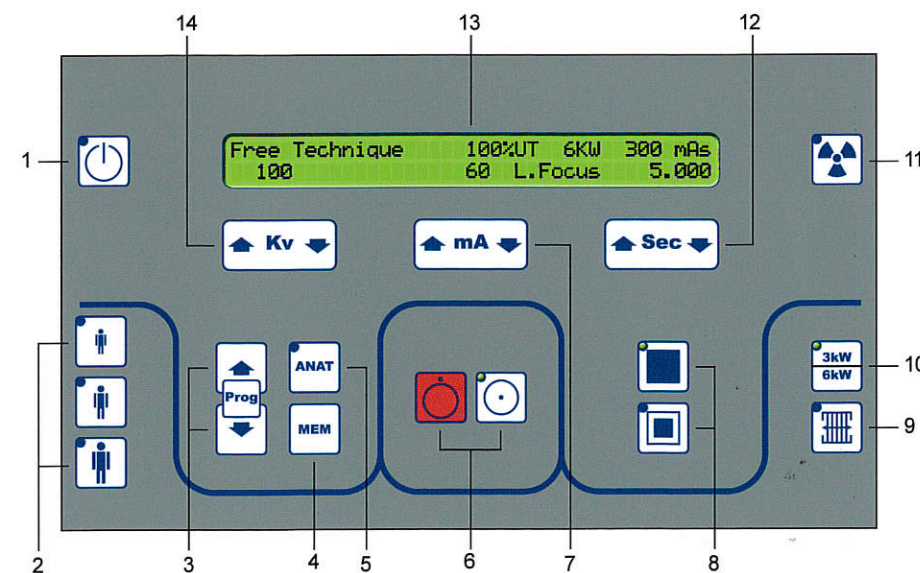 14 13 12
1 11
Free Technique 100%UT 6KW 300 mAs
100 60 L.Focus 5.000
Kv mA Sec
ANAT
Prog
MEM
3kW
6kW
10
9
2 3 4 5 6 7 8